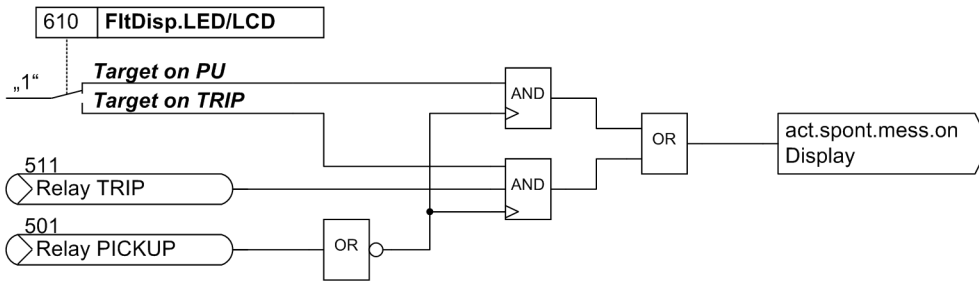 610 FltDisp.LED/LCD
„1“
Target on PU
Target on TRIP
AND
OR
act.spont.mess.on
Display
511
Relay TRIP
AND
501
Relay PICKUP
OR